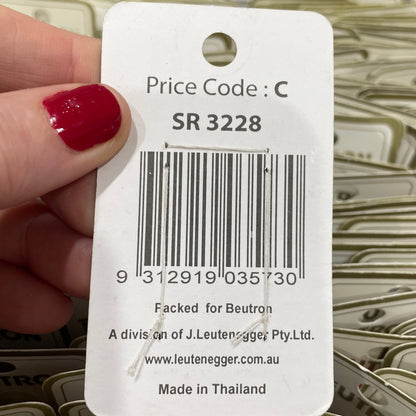 Price Code : C
SR 3228
9 312919 035730
Packed for Beutron
A division of J.Leutenegger Pty.Ltd.
www.leutenegger.com.au
Made in Thailand